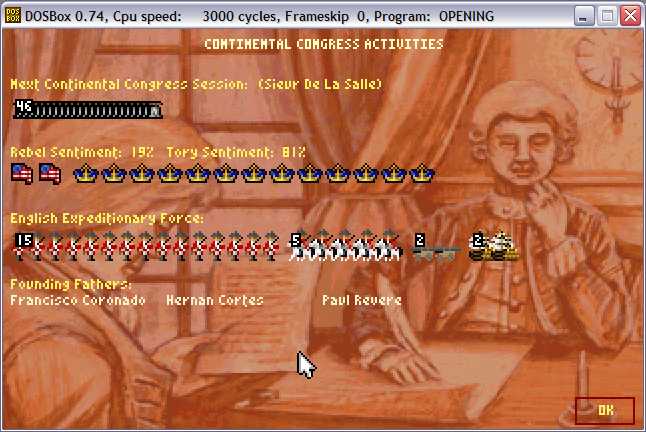 DOSBox 0.74, Cpu speed: 3000 cycles, Frameskip 0, Program: OPENING
CONTINENTAL CONGRESS ACTIVITIES
Next Continental Congress Session: (Sieur De La Salle)
46
Rebel Sentiment: 19% Tory Sentiment: 81%
English Expeditionary Force:
15 5 2 2
Founding Fathers:
Francisco Coronado Hernan Cortes Paul Revere
OK